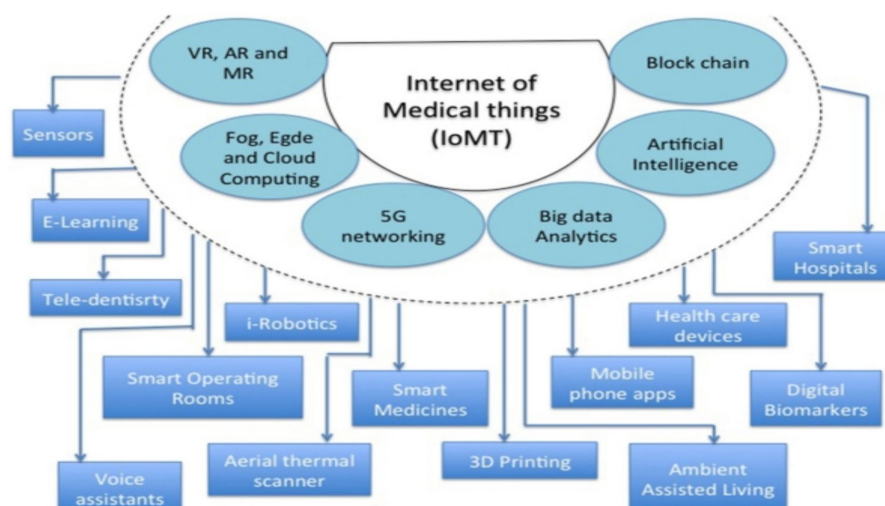 VR, AR and
MR
Internet of
Medical things
(IoMT)
Block chain
Sensors
Fog, Egde
and Cloud
Computing
Artificial
Intelligence
E-Learning
5G
networking
Big data
Analytics
Smart
Hospitals
Tele-dentisrty
i-Robotics
Health care
devices
Smart Operating
Rooms
Smart
Medicines
Mobile
phone apps
Digital
Biomarkers
Voice
assistants
Aerial thermal
scanner
3D Printing
Ambient
Assisted Living